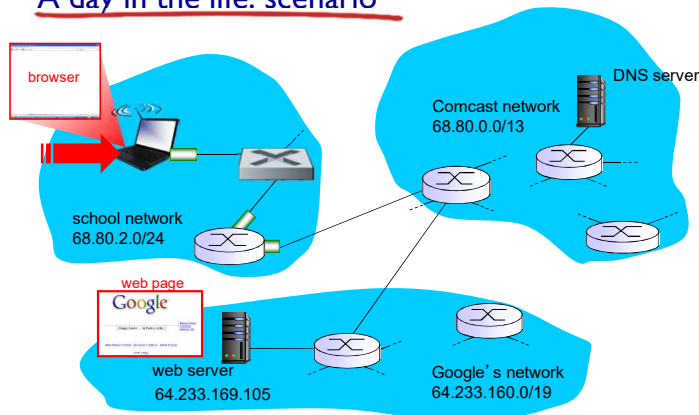 A day in the life: scenario
browser
DNS server
Comcast network
68.80.0.0/13
school network
68.80.2.0/24
web page
Google
web server
64.233.169.105
Google's network
64.233.160.0/19